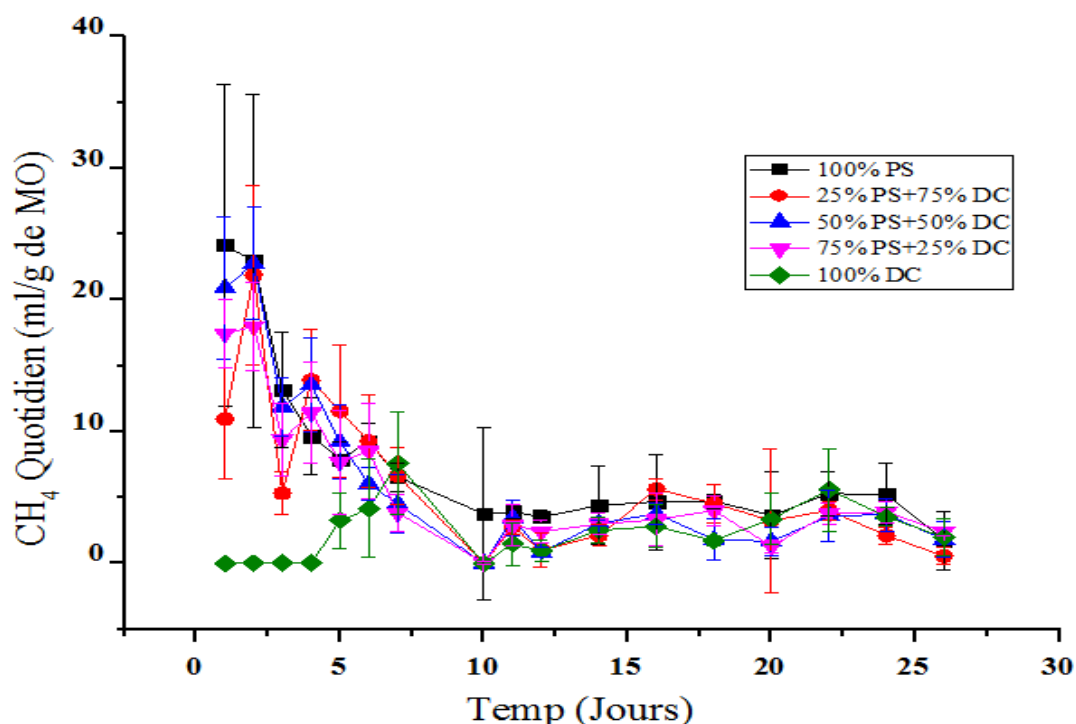 40
30
20
10
0
CH4 Quotidien (ml/g de MO)
100% PS
25% PS+75% DC
50% PS+50% DC
75% PS+25% DC
100% DC
0 5 10 15 20 25 30
Temp (Jours)